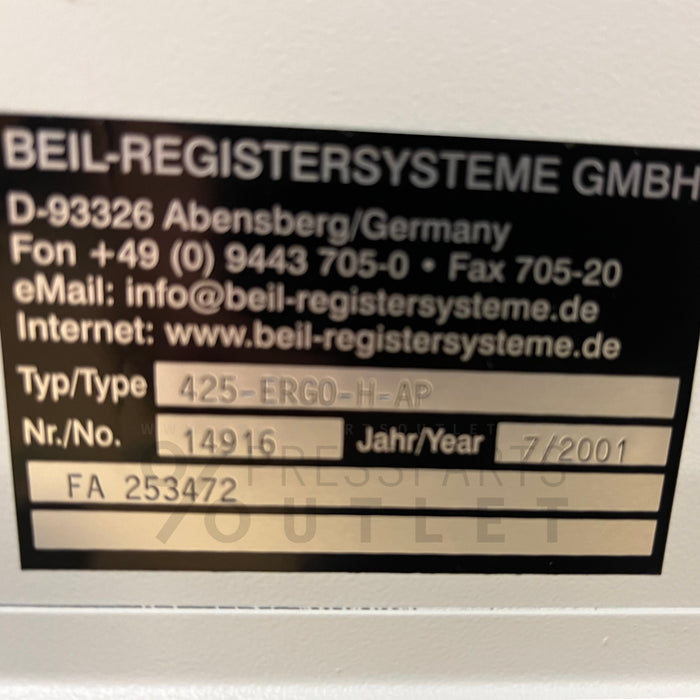 BEIL-REGISTERSYSTEME GMBH
D-93326 Abensberg/Germany
Fon +49 (0) 9443 705-0 • Fax 705-20
eMail: info@beil-registersysteme.de
Internet: www.beil-registersysteme.de
Typ/Type 425-ERGO-H-AP
Nr./No. 14916 Jahr/Year 7/2001
FA 253472
PRESSPARTS
OUTLET